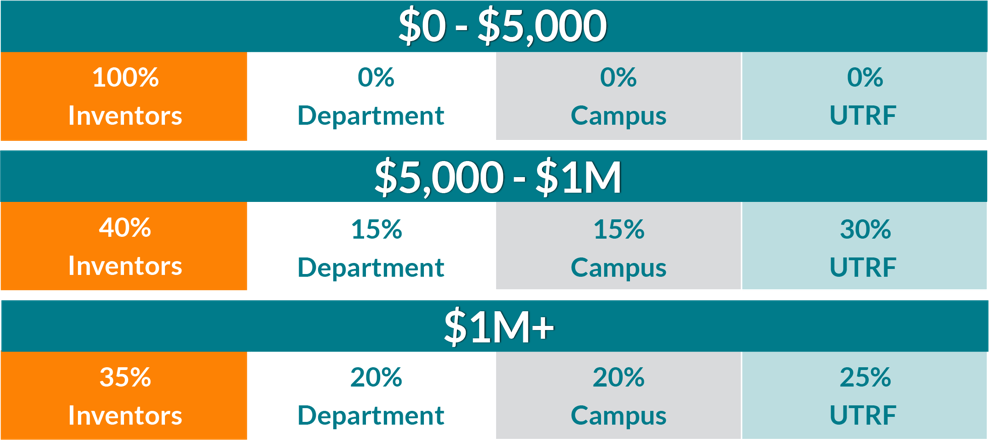 $0 - $5,000
100% 0% 0% 0%
Inventors Department Campus UTRF
$5,000 - $1M
40% 15% 15% 30%
Inventors Department Campus UTRF
$1M+
35% 20% 20% 25%
Inventors Department Campus UTRF